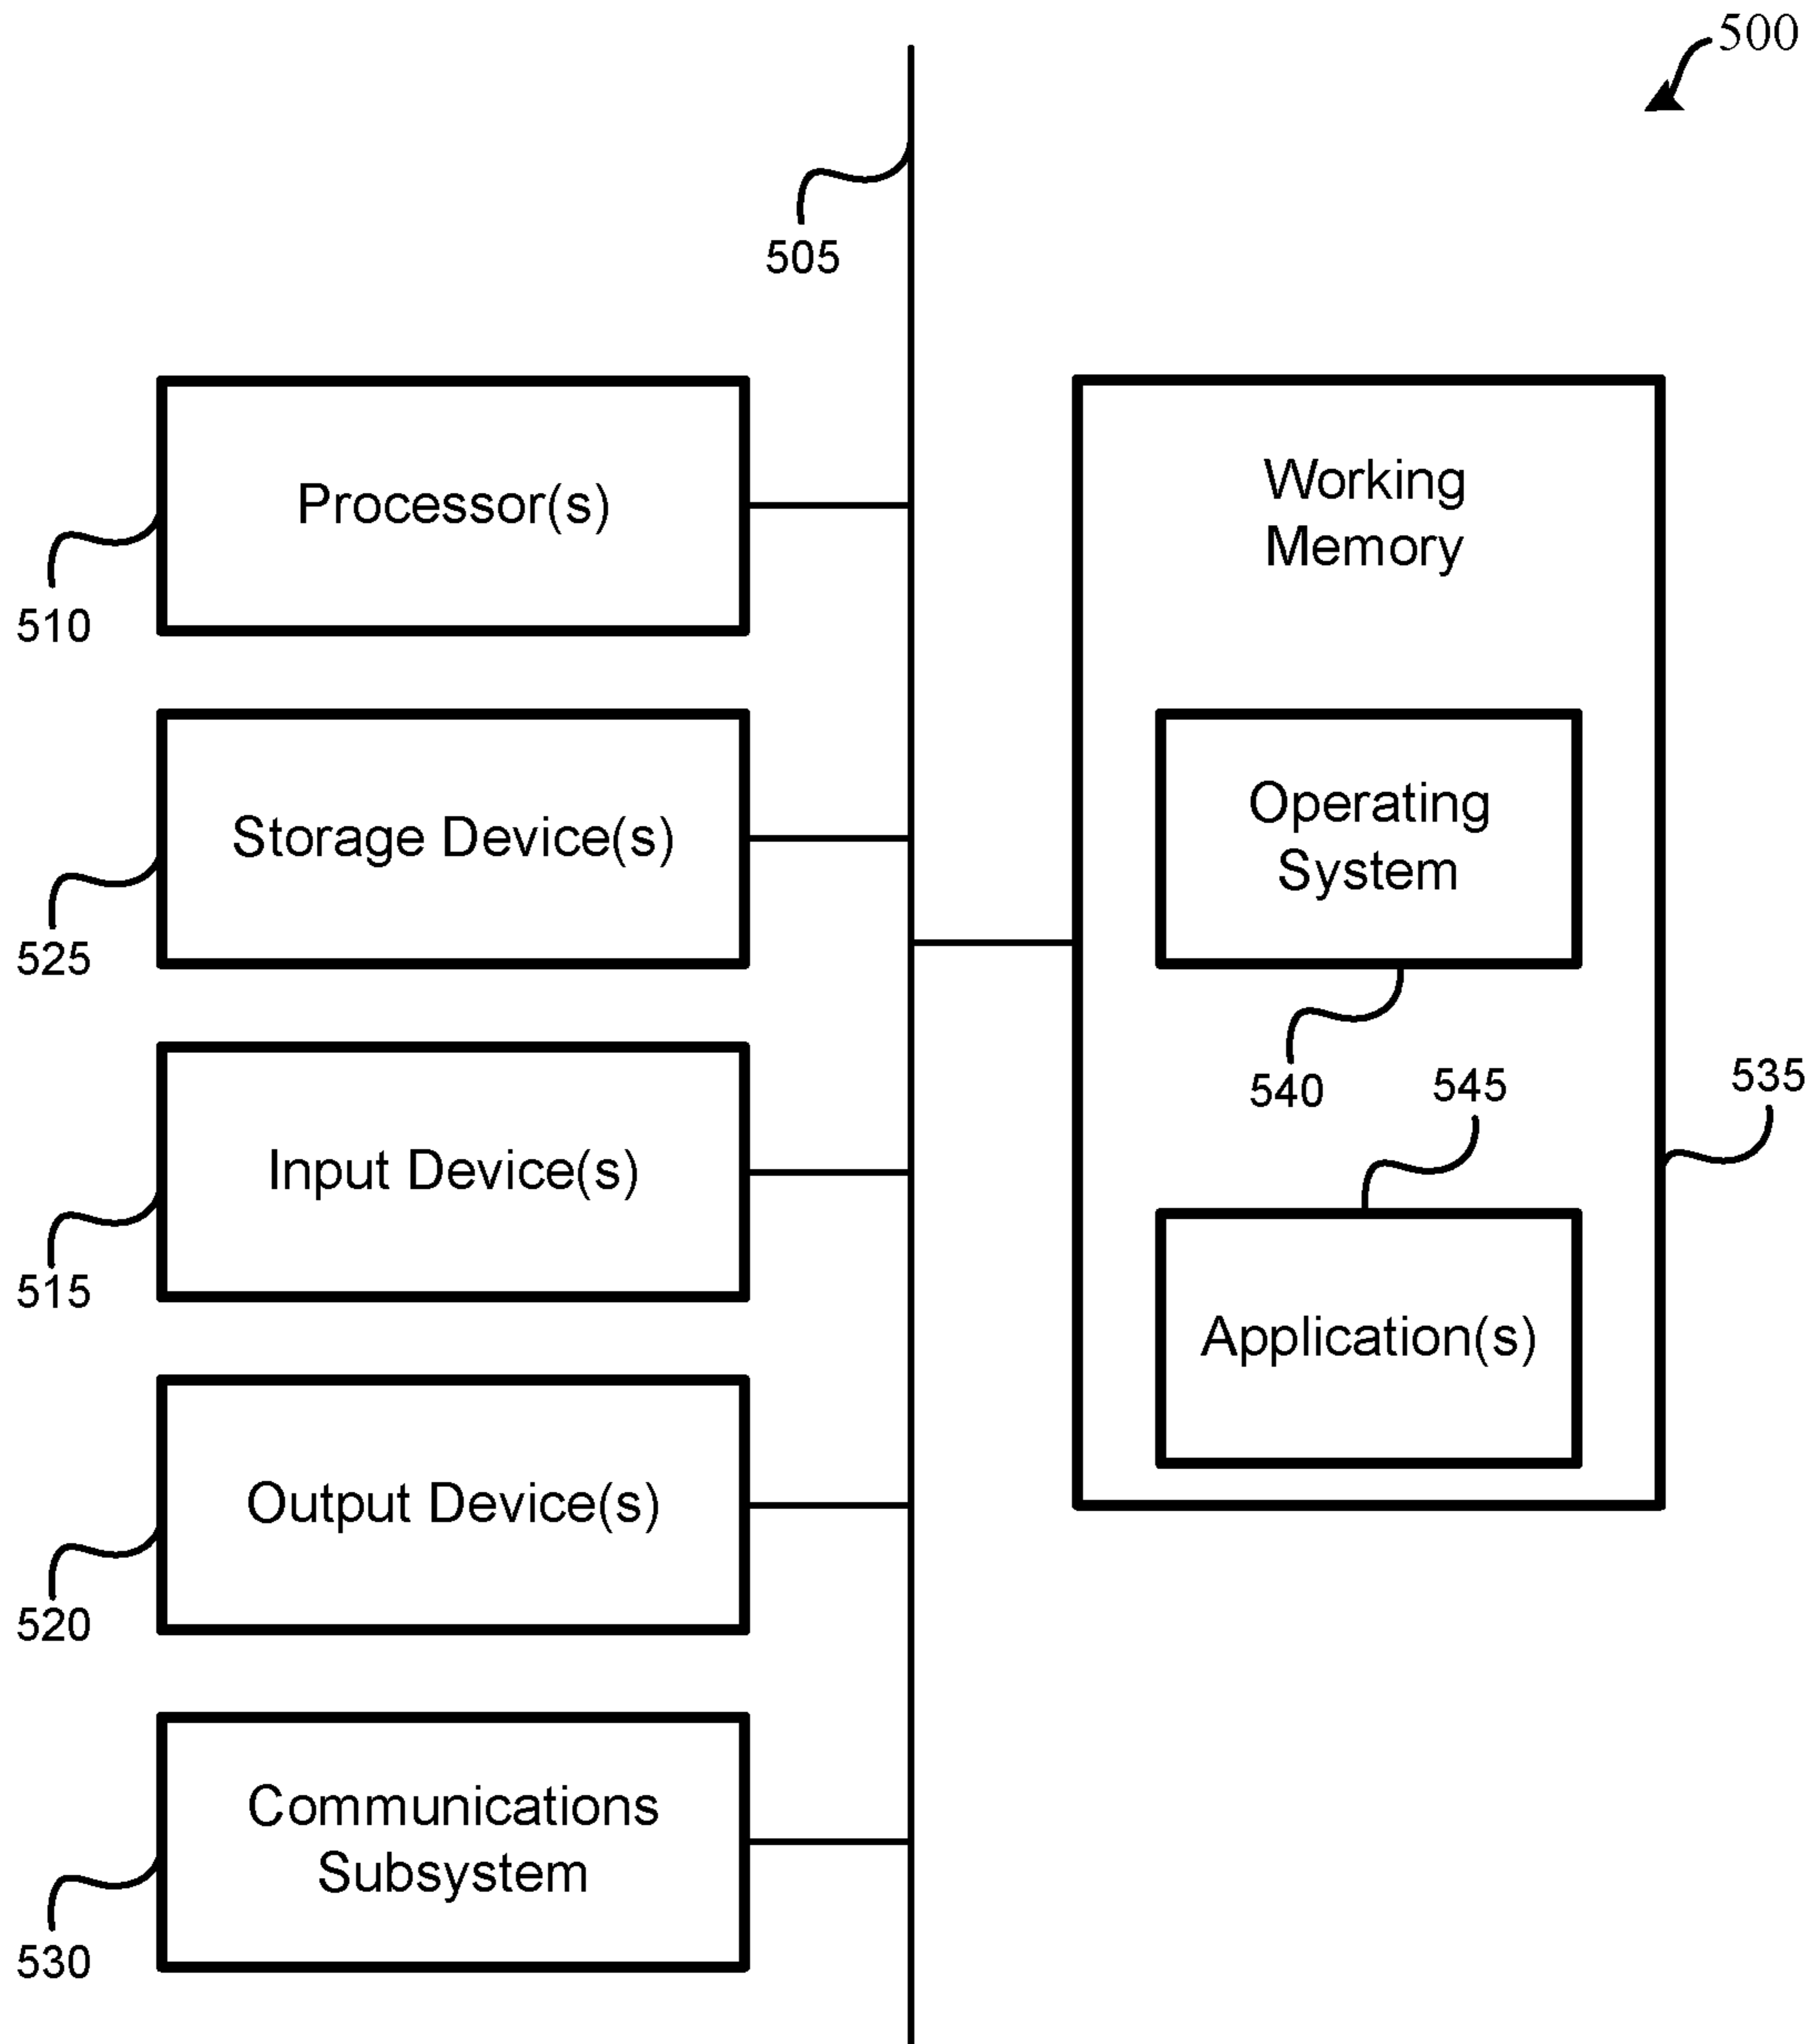 500
505
Processor(s)
510
Storage Device(s)
525
Input Device(s)
515
Output Device(s)
520
Communications
Subsystem
530
Working
Memory
Operating
System
540
545
535
Application(s)